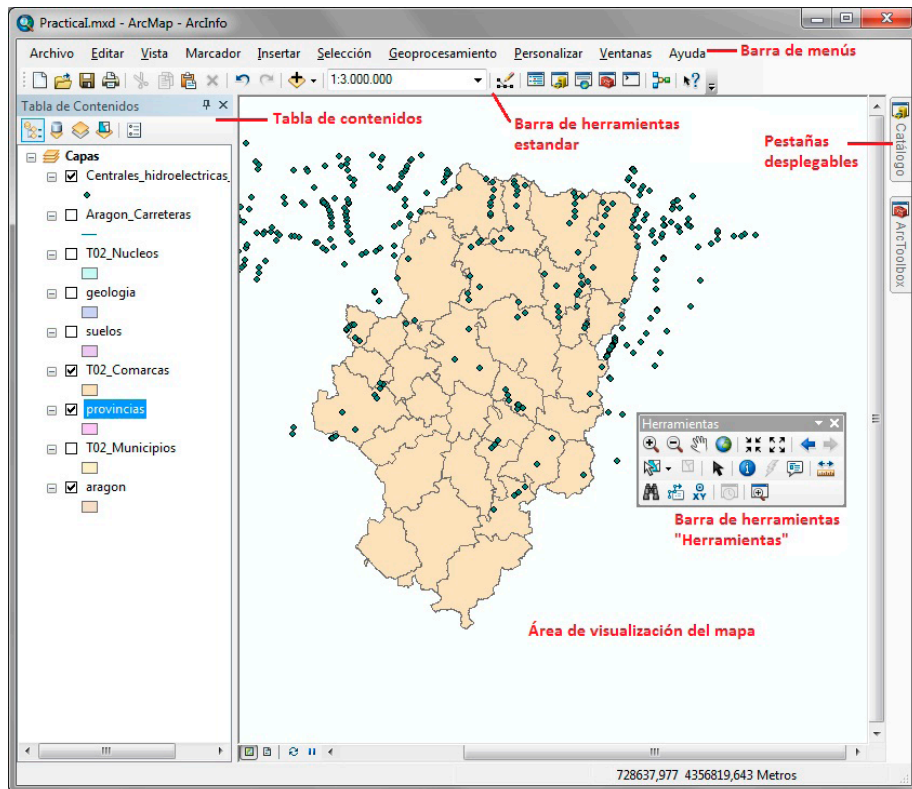 PracticaI.mxd - ArcMap - ArcInfo
Archivo Editar Vista Marcador Insertar Selección Geoprocesamiento Personalizar Ventanas Ayuda
Barra de menús
1:3.000.000
Tabla de Contenidos
Tabla de contenidos
Barra de herramientas
estandar
Pestañas
desplegables
Catálogo
ArcToolbox
Capas
Centrales_hidroelectricas_
Aragon_Carreteras
T02_Nucleos
geologia
suelos
T02_Comarcas
provincias
T02_Municipios
aragon
Herramientas
XY
Barra de herramientas
"Herramientas"
Área de visualización del mapa
728637,977 4356819,643 Metros